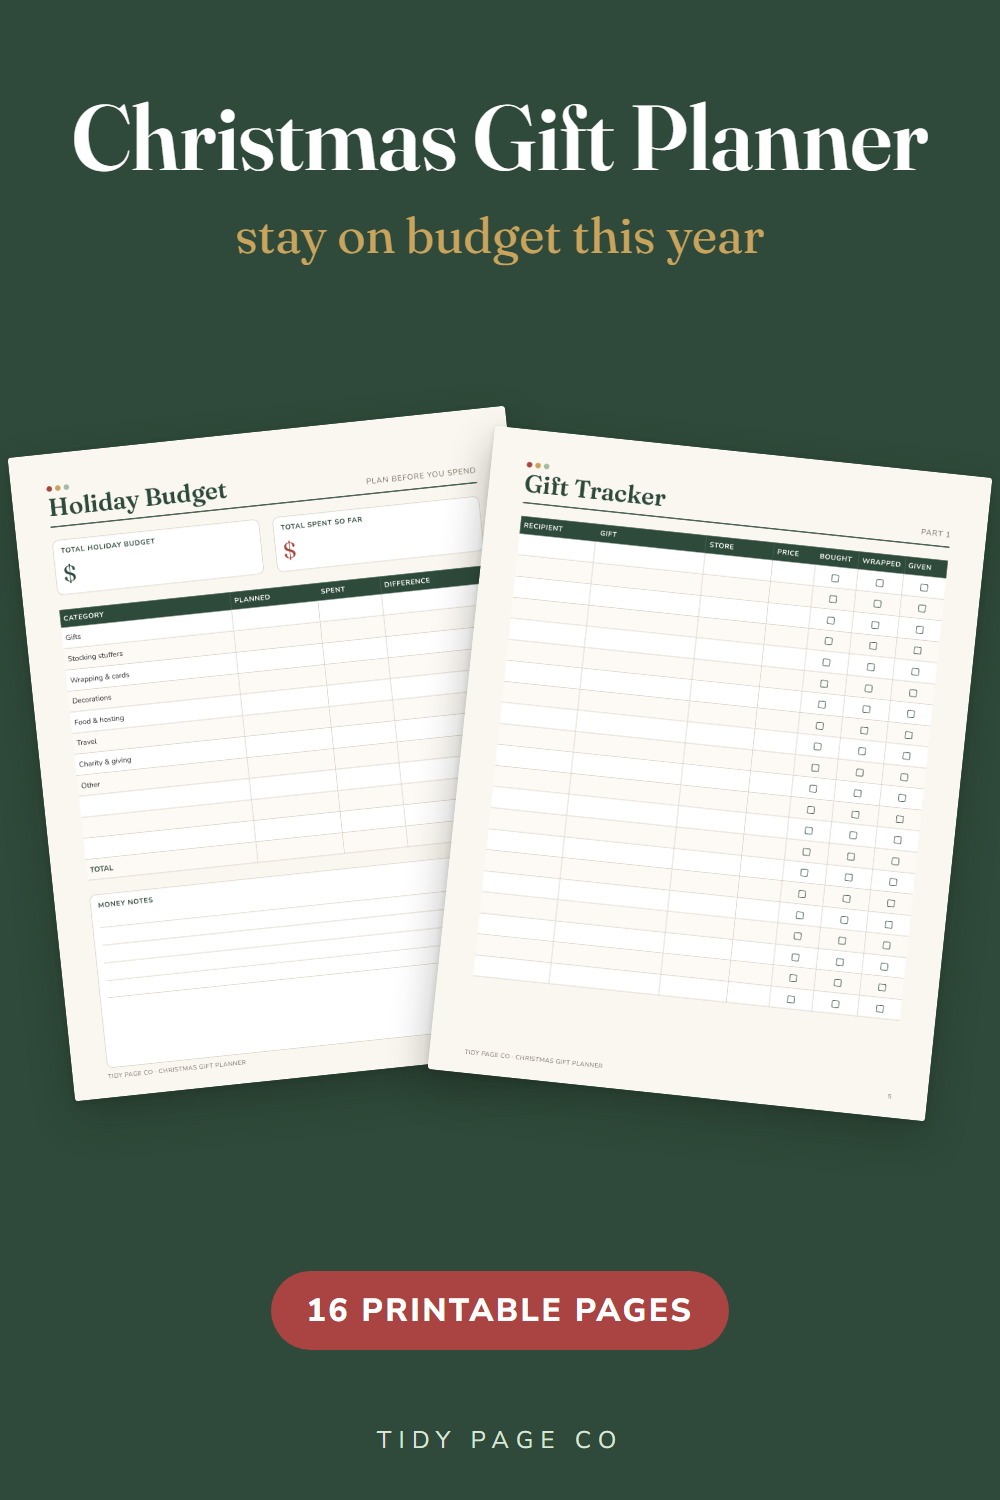 Christmas Gift Planner
stay on budget this year
Holiday Budget
PLAN BEFORE YOU SPEND
TOTAL HOLIDAY BUDGET
$
TOTAL SPENT SO FAR
$
CATEGORY PLANNED SPENT DIFFERENCE
Gifts
Stocking stuffers
Wrapping & cards
Decorations
Food & hosting
Travel
Charity & giving
Other
TOTAL
MONEY NOTES
TIDY PAGE CO · CHRISTMAS GIFT PLANNER
Gift Tracker
PART 1
RECIPIENT GIFT STORE PRICE BOUGHT WRAPPED GIVEN
TIDY PAGE CO · CHRISTMAS GIFT PLANNER
5
16 PRINTABLE PAGES
TIDY PAGE CO